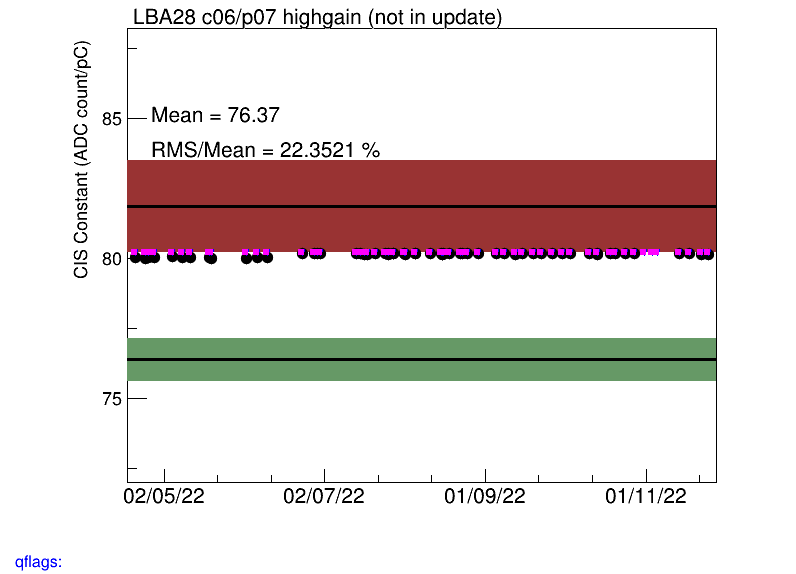 LBA28 c06/p07 highgain (not in update)
CIS Constant (ADC count/pC)
85
80
75
Mean = 76.37
RMS/Mean = 22.3521 %
02/05/22 02/07/22 01/09/22 01/11/22
qflags: